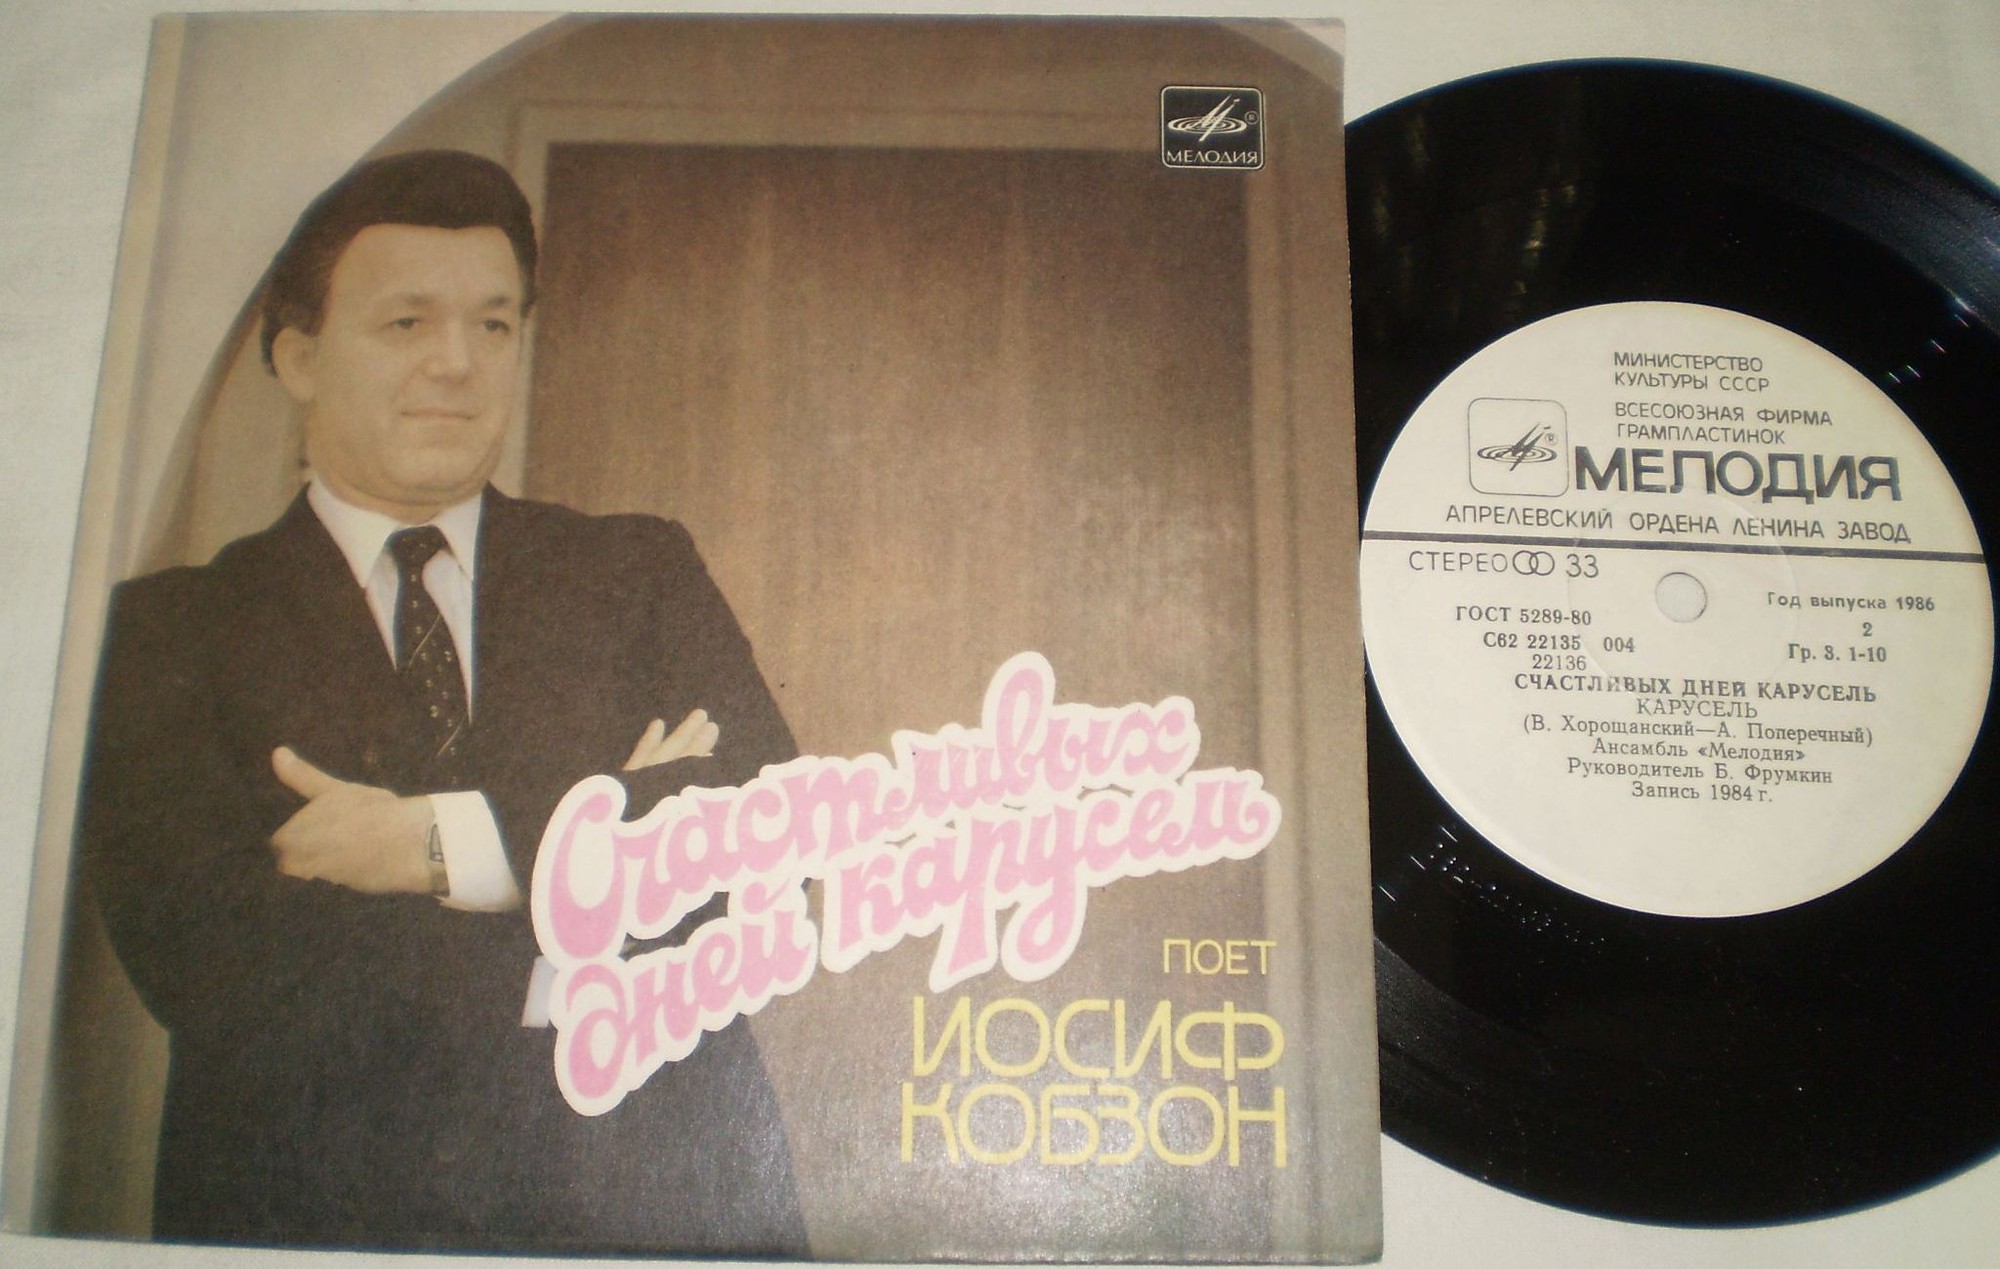 МЕЛОДИЯ
Счастливых
дней карусель
ПОЕТ
ИОСИФ
КОБЗОН
МИНИСТЕРСТВО
КУЛЬТУРЫ СССР
ВСЕСОЮЗНАЯ ФИРМА
ГРАМПЛАСТИНОК
МЕЛОДИЯ
АПРЕЛЕВСКИЙ ОРДЕНА ЛЕНИНА ЗАВОД
СТЕРЕО 33
Год выпуска 1986
ГОСТ 5289-80
2
С62 22135 004
Гр. 3. 1-10
22136
СЧАСТЛИВЫХ ДНЕЙ КАРУСЕЛЬ
КАРУСЕЛЬ
(В. Хорощанский—А. Поперечный)
Ансамбль «Мелодия»
Руководитель Б. Фрумкин
Запись 1984 г.